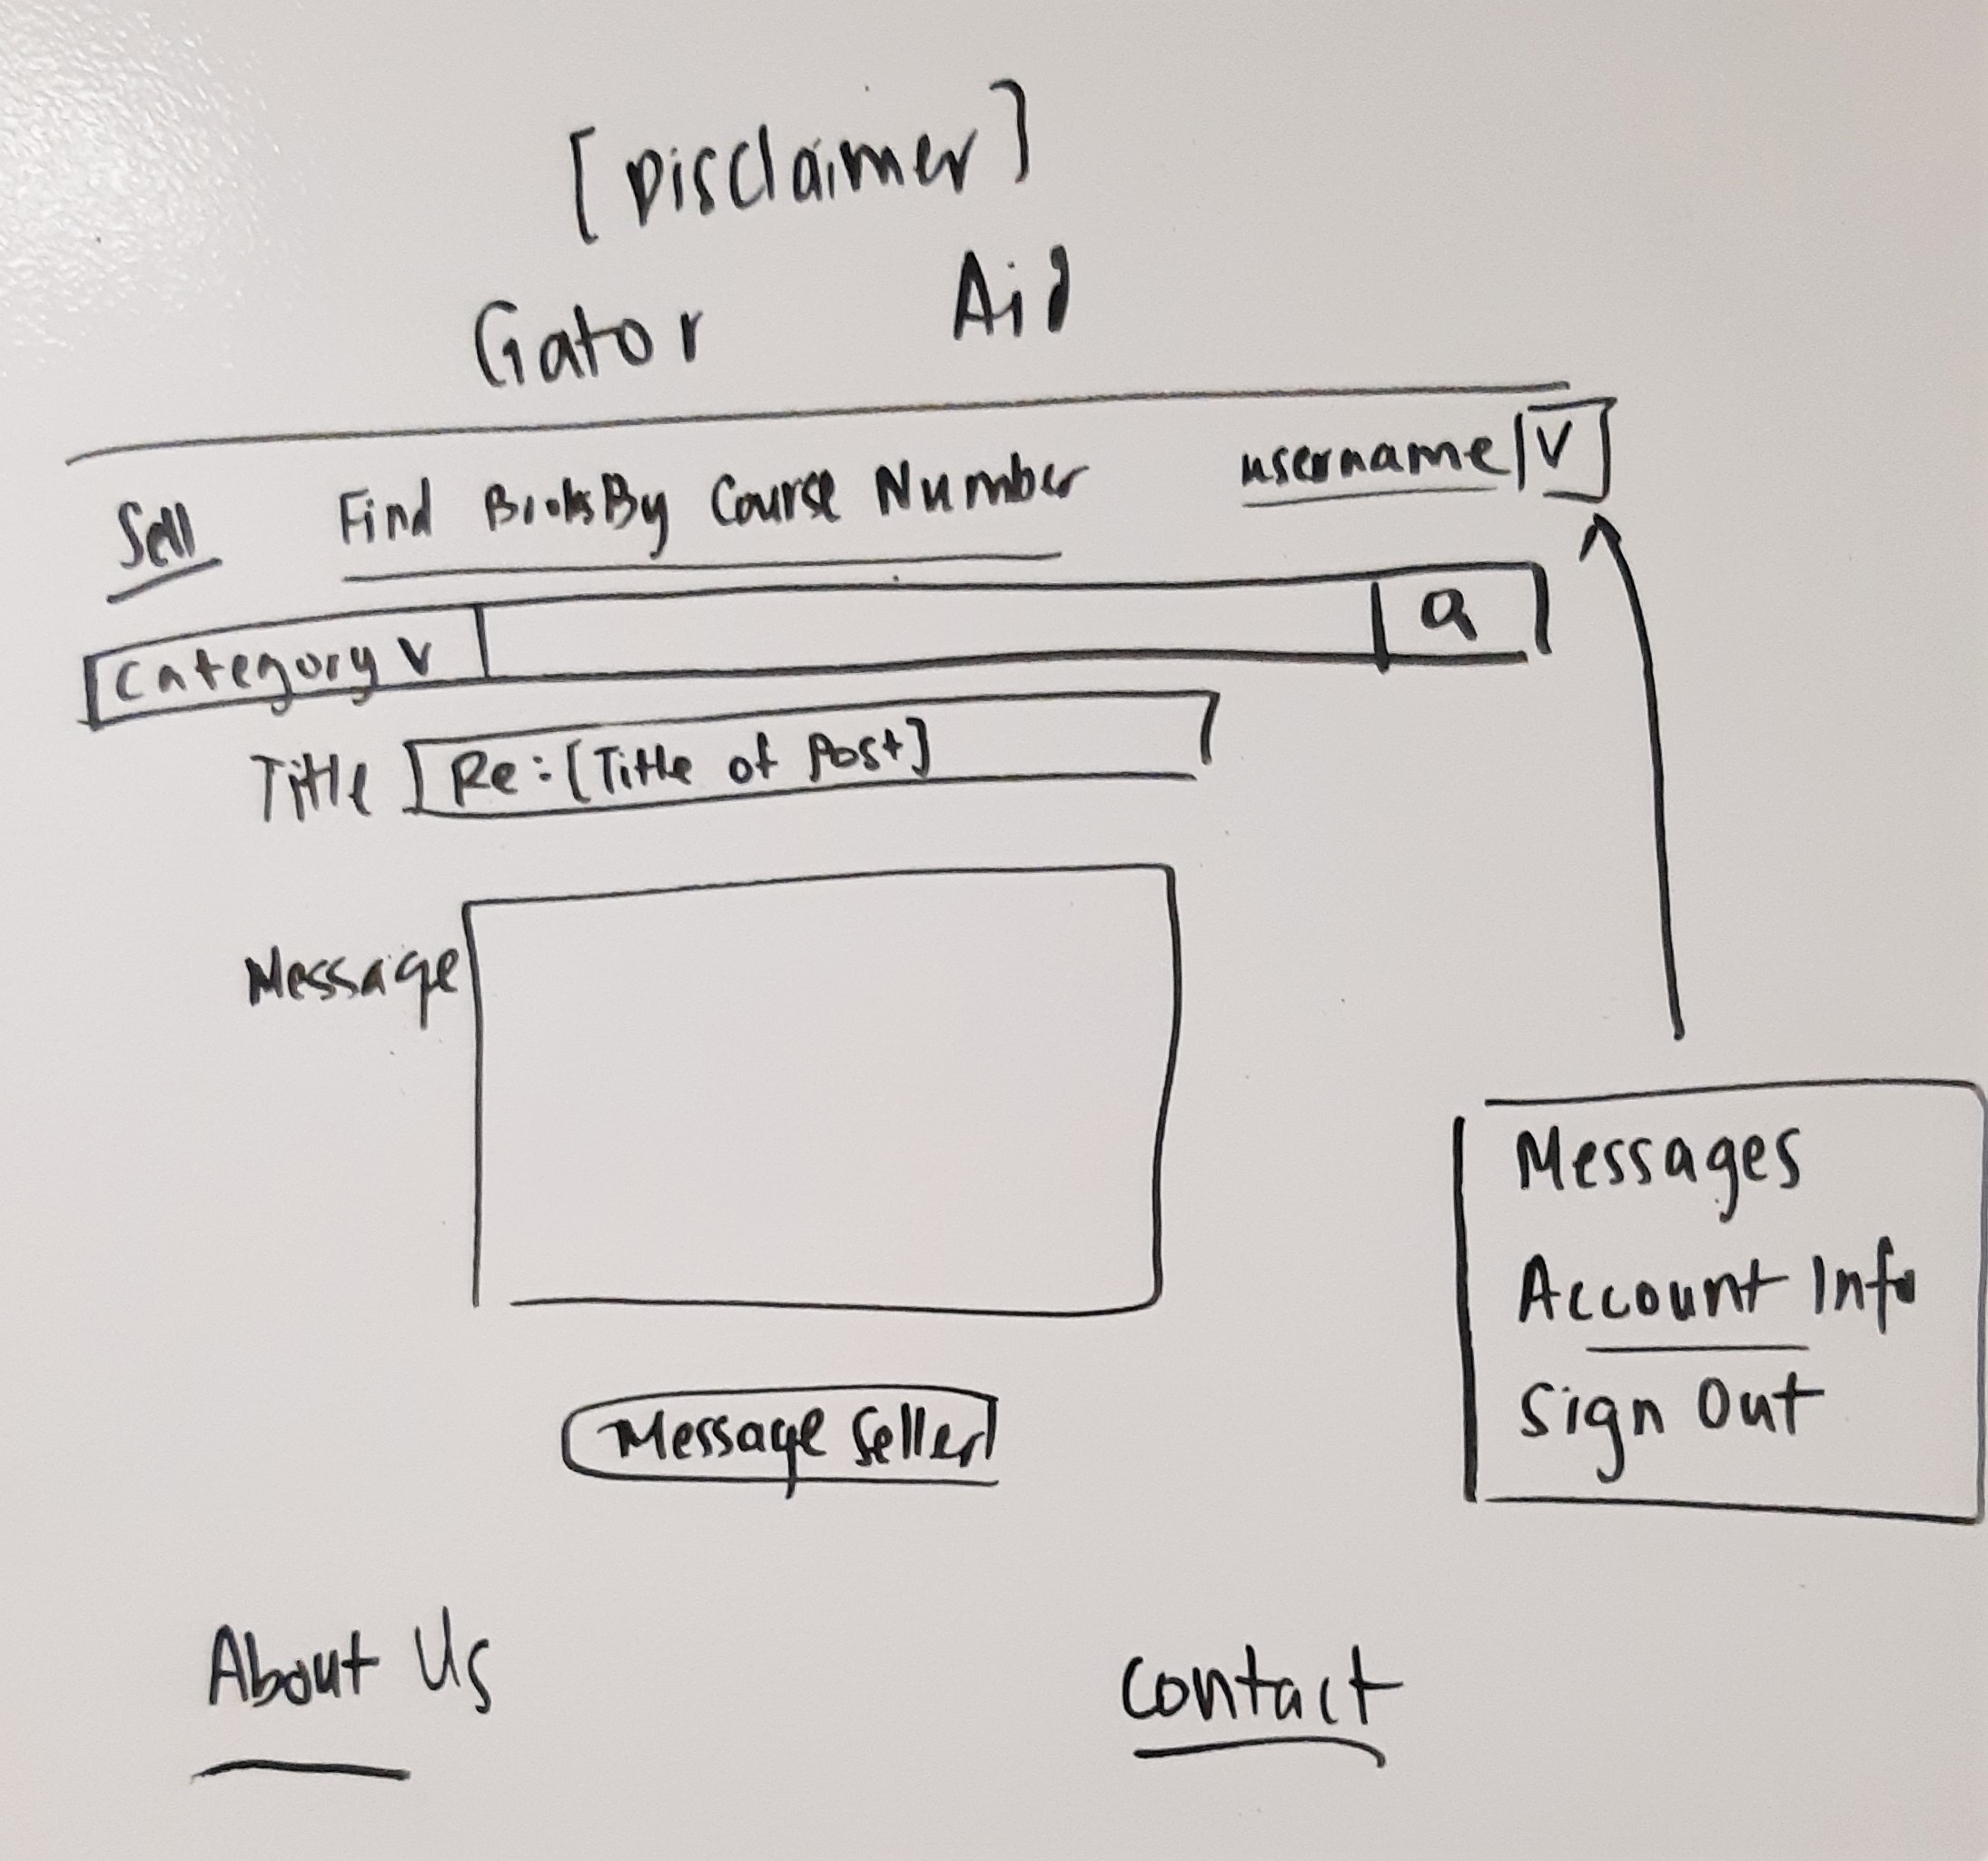 [Disclaimer]
Gator Aid
Sell Find Books By Course Number username V
Category V
Title Re: [Title of Post]
Message
Message Seller
Messages
Account Info
Sign Out
About Us Contact